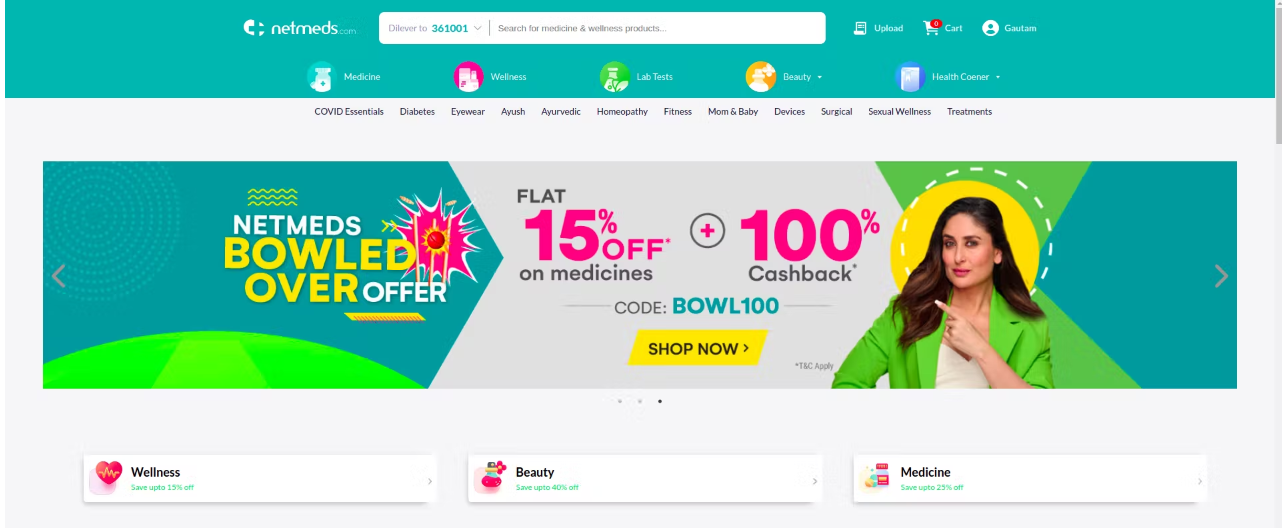 netmeds.com
Dilever to 361001 Search for medicine & wellness products...
Upload 0 Cart Gautam
Medicine Wellness Lab Tests Beauty Health Coener
COVID Essentials Diabetes Eyewear Ayush Ayurvedic Homeopathy Fitness Mom & Baby Devices Surgical Sexual Wellness Treatments
NETMEDS
BOWLED
OVER OFFER
FLAT
15% OFF* + 100%
on medicines Cashback*
CODE: BOWL100
SHOP NOW >
*T&C Apply
Wellness
Save upto 15% off
Beauty
Save upto 40% off
Medicine
Save upto 25% off